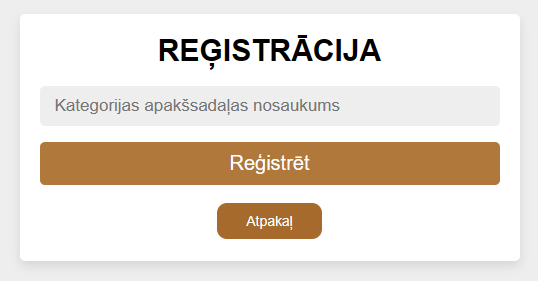 REĢISTRĀCIJA
Kategorijas apakšsadaļas nosaukums
Reģistrēt
Atpakaļ